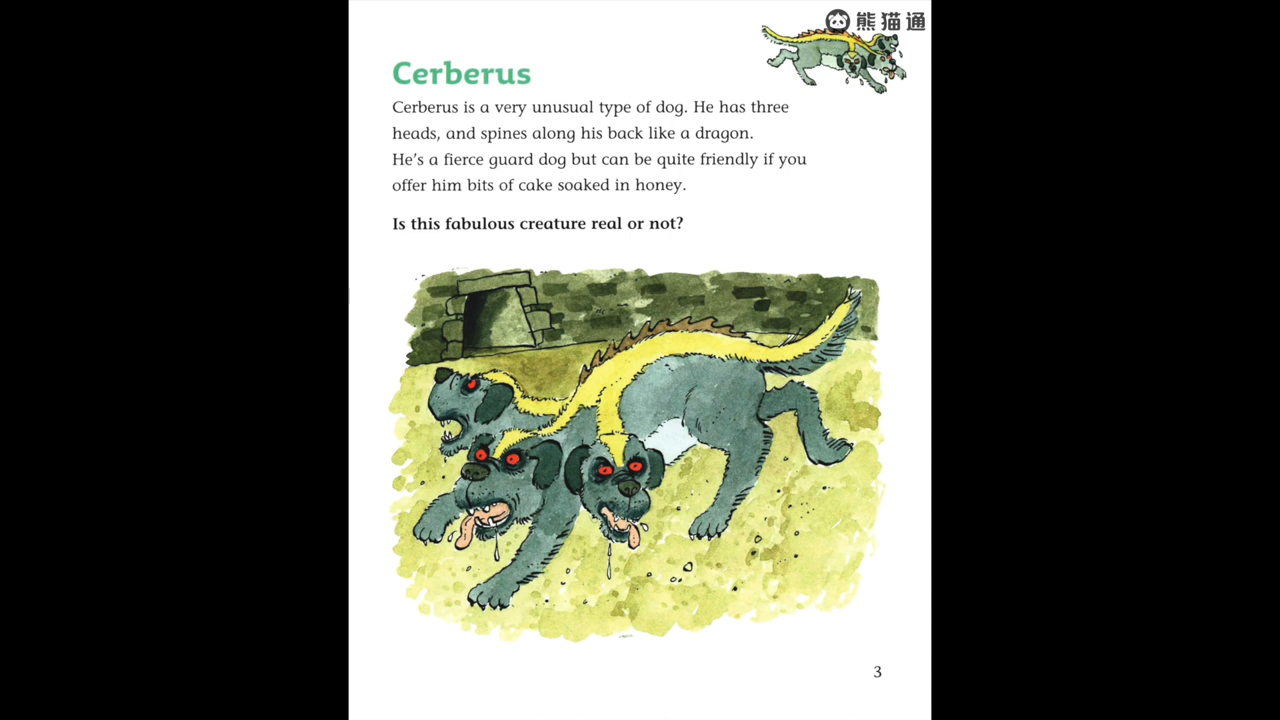 熊猫通
Cerberus
Cerberus is a very unusual type of dog. He has three
heads, and spines along his back like a dragon.
He's a fierce guard dog but can be quite friendly if you
offer him bits of cake soaked in honey.
Is this fabulous creature real or not?
3